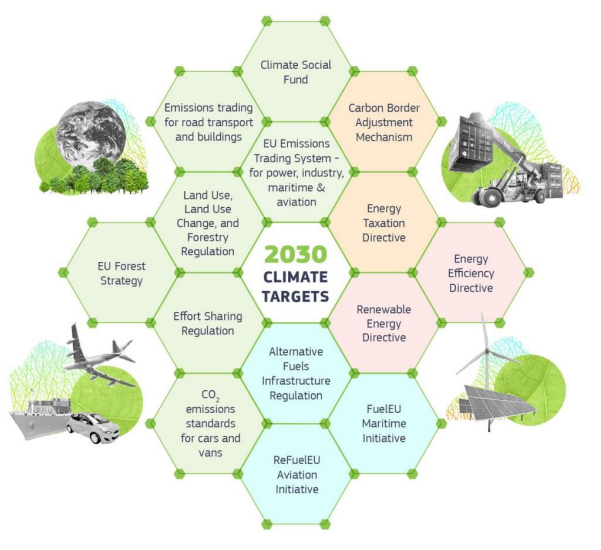 Climate Social
Fund
Emissions trading
for road transport
and buildings
Carbon Border
Adjustment
Mechanism
EU Emissions
Trading System -
for power, industry,
maritime &
aviation
Land Use,
Land Use
Change, and
Forestry
Regulation
Energy
Taxation
Directive
EU Forest
Strategy
2030
CLIMATE
TARGETS
Energy
Efficiency
Directive
Effort Sharing
Regulation
Renewable
Energy
Directive
Alternative
Fuels
Infrastructure
Regulation
CO₂
emissions
standards
for cars and
vans
FuelEU
Maritime
Initiative
ReFuelEU
Aviation
Initiative